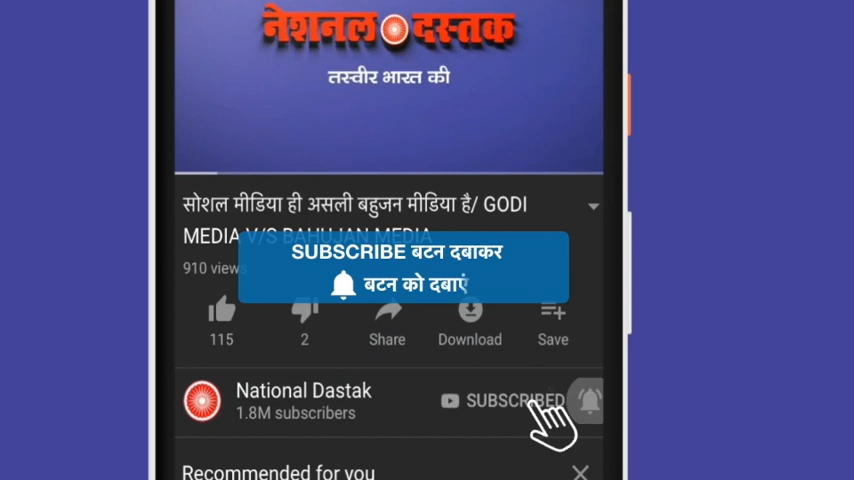 नेशनल दस्तक
तस्वीर भारत की
सोशल मीडिया ही असली बहुजन मीडिया है/ GODI
MEDIA V/S BAHUJAN MEDIA
SUBSCRIBE बटन दबाकर
बटन को दबाएं
910 views
115
2
Share
Download
Save
National Dastak
SUBSCRIBED
1.8M subscribers
Recommended for you